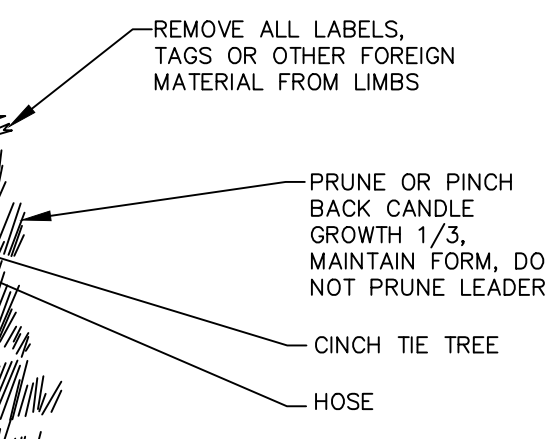 REMOVE ALL LABELS,
TAGS OR OTHER FOREIGN
MATERIAL FROM LIMBS
PRUNE OR PINCH
BACK CANDLE
GROWTH 1/3,
MAINTAIN FORM, DO
NOT PRUNE LEADER
CINCH TIE TREE
HOSE